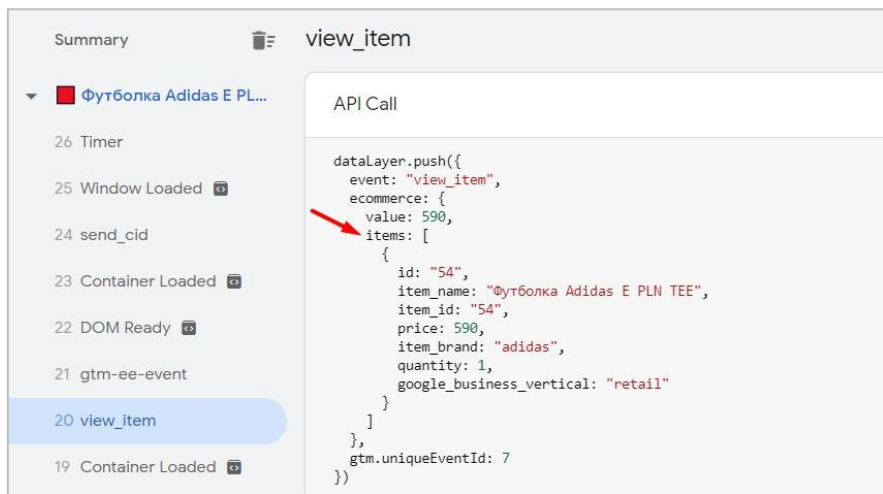 Summary
Футболка Adidas E PL...
26 Timer
25 Window Loaded
24 send_cid
23 Container Loaded
22 DOM Ready
21 gtm-ee-event
20 view_item
19 Container Loaded
view_item
API Call
dataLayer.push({
event: "view_item",
ecommerce: {
value: 590,
items: [
{
id: "54",
item_name: "Футболка Adidas E PLN TEE",
item_id: "54",
price: 590,
item_brand: "adidas",
quantity: 1,
google_business_vertical: "retail"
}
]
},
gtm.uniqueEventId: 7
})